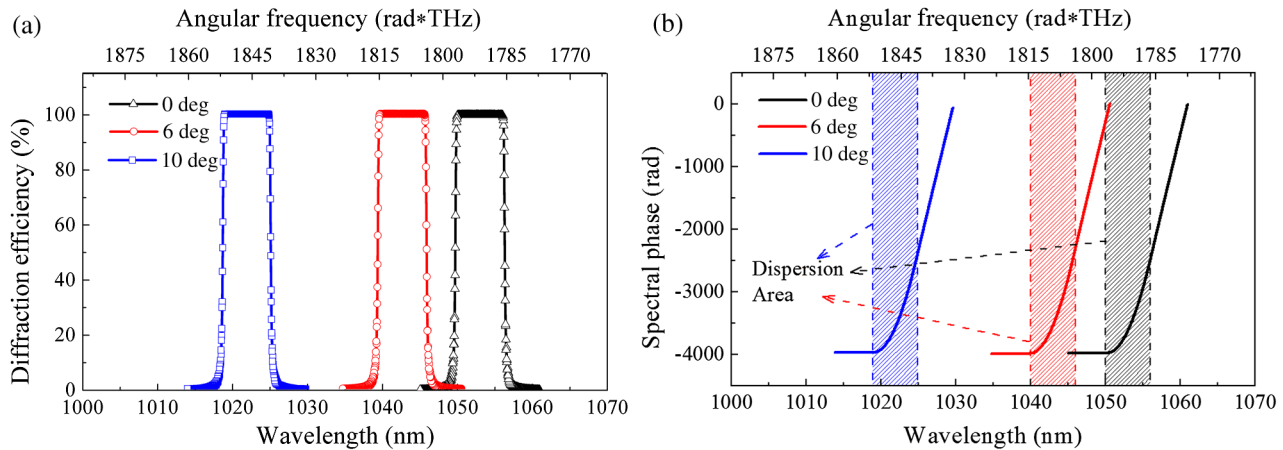 (a)
Angular frequency (rad*THz)
1875 1860 1845 1830 1815 1800 1785 1770
Diffraction efficiency (%)
100
80
60
40
20
0
0 deg
6 deg
10 deg
1000 1010 1020 1030 1040 1050 1060 1070
Wavelength (nm)
(b)
Angular frequency (rad*THz)
1875 1860 1845 1830 1815 1800 1785 1770
Spectral phase (rad)
0
-1000
-2000
-3000
-4000
0 deg
6 deg
10 deg
Dispersion
Area
1000 1010 1020 1030 1040 1050 1060 1070
Wavelength (nm)